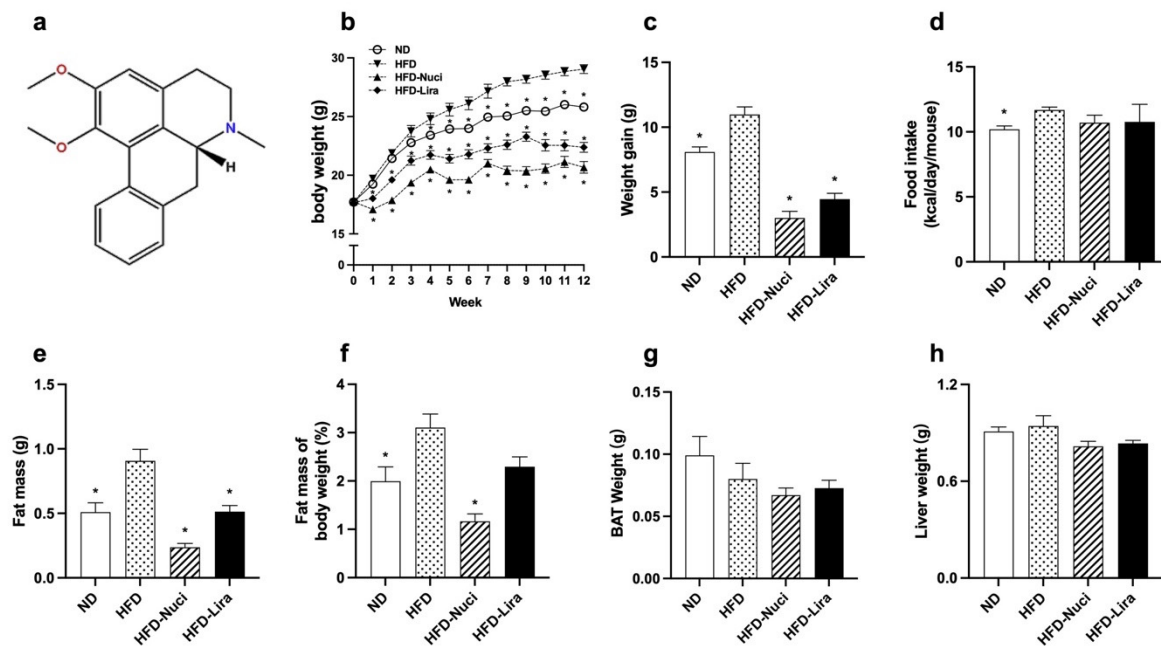 a
O
O
N
H
b
ND
HFD
HFD-Nuci
HFD-Lira
body weight (g)
30
25
20
15
0
0 1 2 3 4 5 6 7 8 9 10 11 12
Week
* * * * * *
* * * * * * * * * * * *
* * * * * * * * * * * *
c
Weight gain (g)
15
10
5
0
*
*
*
ND
HFD
HFD-Nuci
HFD-Lira
d
Food intake
(kcal/day/mouse)
15
10
5
0
*
ND
HFD
HFD-Nuci
HFD-Lira
e
Fat mass (g)
1.5
1.0
0.5
0.0
*
*
*
ND
HFD
HFD-Nuci
HFD-Lira
f
Fat mass of
body weight (%)
4
3
2
1
0
*
*
ND
HFD
HFD-Nuci
HFD-Lira
g
BAT Weight (g)
0.15
0.10
0.05
0.00
ND
HFD
HFD-Nuci
HFD-Lira
h
Liver weight (g)
1.2
0.6
0.0
ND
HFD
HFD-Nuci
HFD-Lira